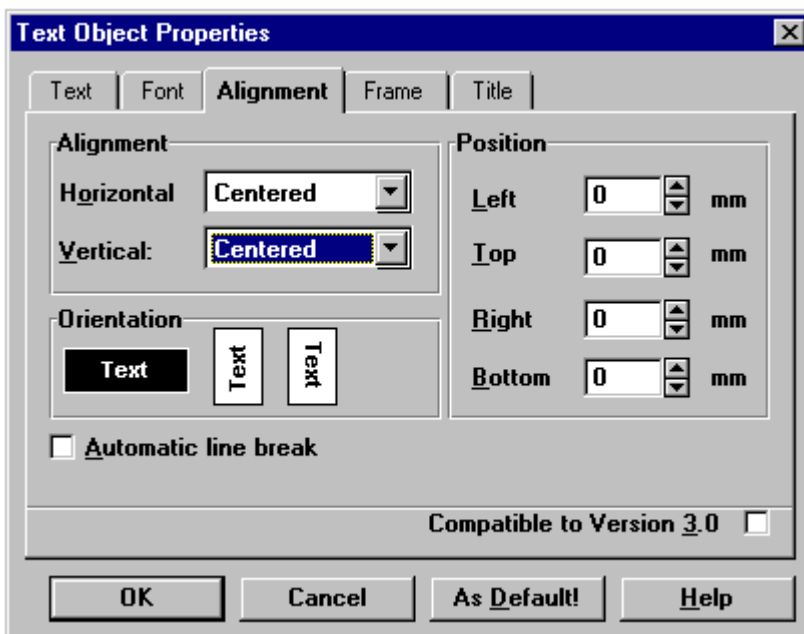 Text Object Properties
Text Font Alignment Frame Title
Alignment
Horizontal Centered
Vertical: Centered
Orientation
Text Text Text
Position
Left 0 mm
Top 0 mm
Right 0 mm
Bottom 0 mm
Automatic line break
Compatible to Version 3.0
OK Cancel As Default! Help